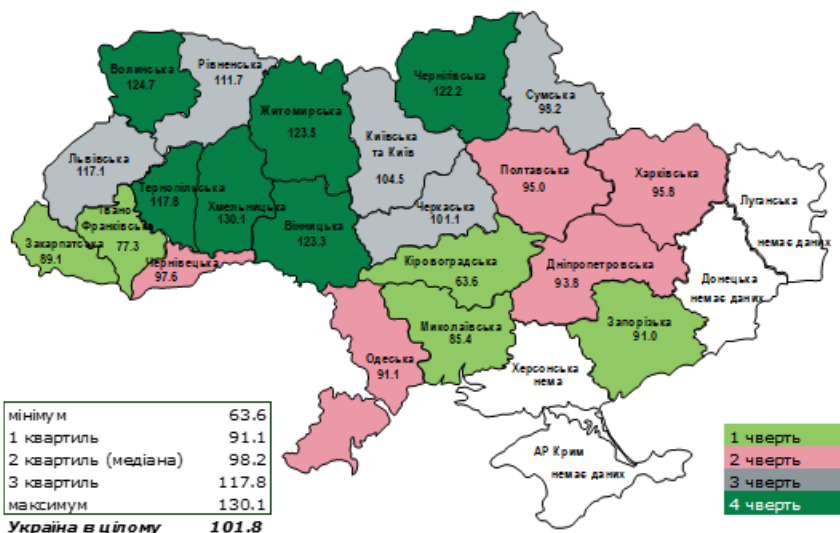 Волинська
124.7
Рівненська
111.7
Житомирська
123.5
Київська
та Київ
104.5
Чернігівська
122.2
Сумська
98.2
Львівська
117.1
Тернопільська
117.8
Хмельницька
130.1
Вінницька
123.3
Черкаська
101.1
Полтавська
95.0
Харківська
95.8
Луганська
немає даних
Закарпатська
89.1
Івано
Франківська
77.3
Чернівецька
97.6
Кіровоградська
63.6
Дніпропетровська
93.8
Донецька
немає даних
Одеська
91.1
Миколаївська
85.4
Херсонська
нема
Запорізька
91.0
АР Крим
немає даних
мінімум 63.6
1 квартиль 91.1
2 квартиль (медіана) 98.2
3 квартиль 117.8
максимум 130.1
Україна в цілому 101.8
1 чверть
2 чверть
3 чверть
4 чверть